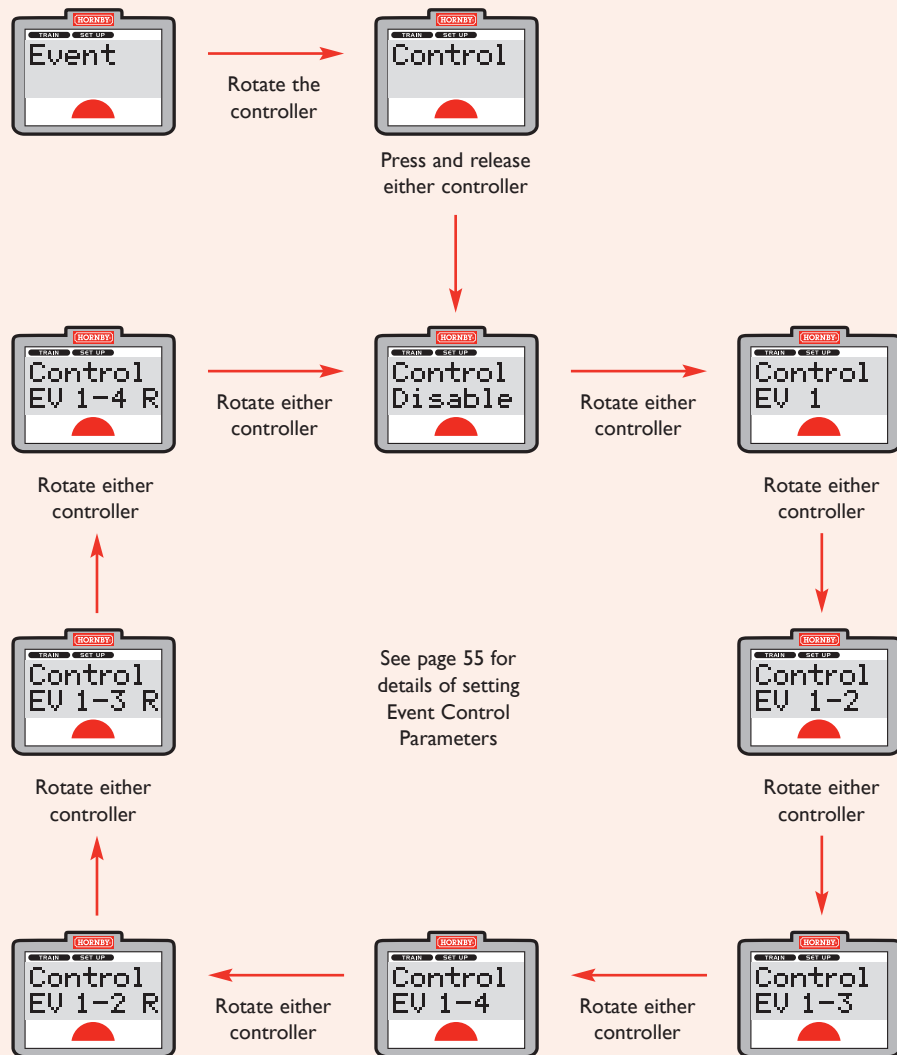 HORNBY
TRAIN SET UP
Event
Rotate the
controller
HORNBY
TRAIN SET UP
Control
Press and release
either controller
HORNBY
TRAIN SET UP
Control
EV 1-4 R
Rotate either
controller
HORNBY
TRAIN SET UP
Control
Disable
Rotate either
controller
HORNBY
TRAIN SET UP
Control
EV 1
Rotate either
controller
Rotate either
controller
HORNBY
TRAIN SET UP
Control
EV 1-3 R
See page 55 for
details of setting
Event Control
Parameters
HORNBY
TRAIN SET UP
Control
EV 1-2
Rotate either
controller
Rotate either
controller
HORNBY
TRAIN SET UP
Control
EV 1-2 R
Rotate either
controller
HORNBY
TRAIN SET UP
Control
EV 1-4
Rotate either
controller
HORNBY
TRAIN SET UP
Control
EV 1-3